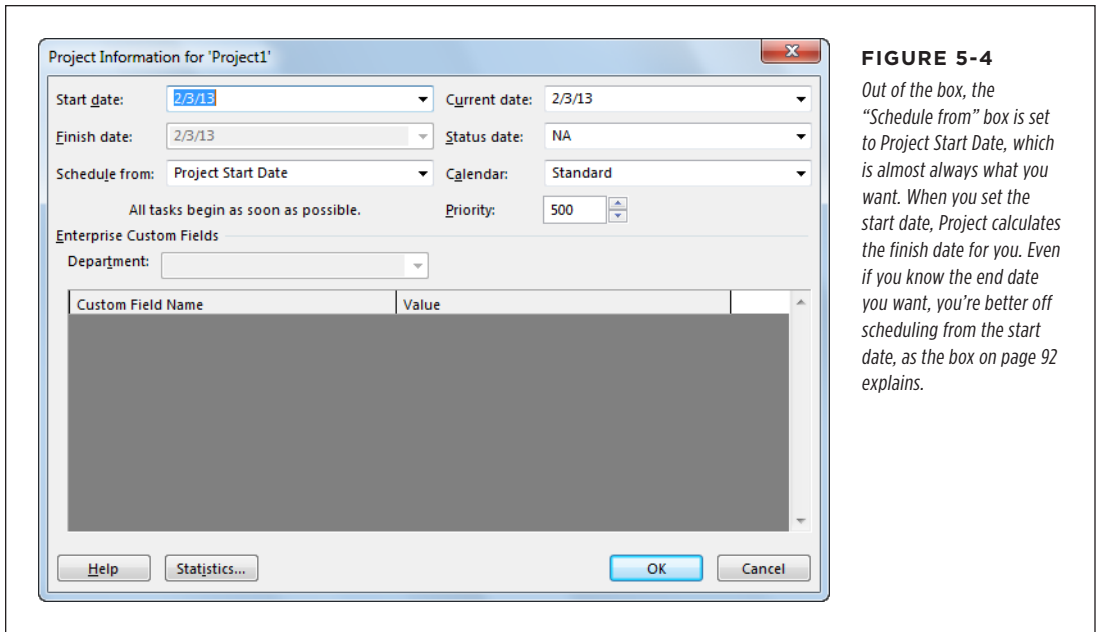 Project Information for 'Project1'
Start date: 2/3/13 Current date: 2/3/13
Finish date: 2/3/13 Status date: NA
Schedule from: Project Start Date Calendar: Standard
All tasks begin as soon as possible. Priority: 500
Enterprise Custom Fields
Department:
Custom Field Name Value
Help Statistics... OK Cancel
FIGURE 5-4
Out of the box, the
“Schedule from” box is set
to Project Start Date, which
is almost always what you
want. When you set the
start date, Project calculates
the finish date for you. Even
if you know the end date
you want, you’re better off
scheduling from the start
date, as the box on page 92
explains.